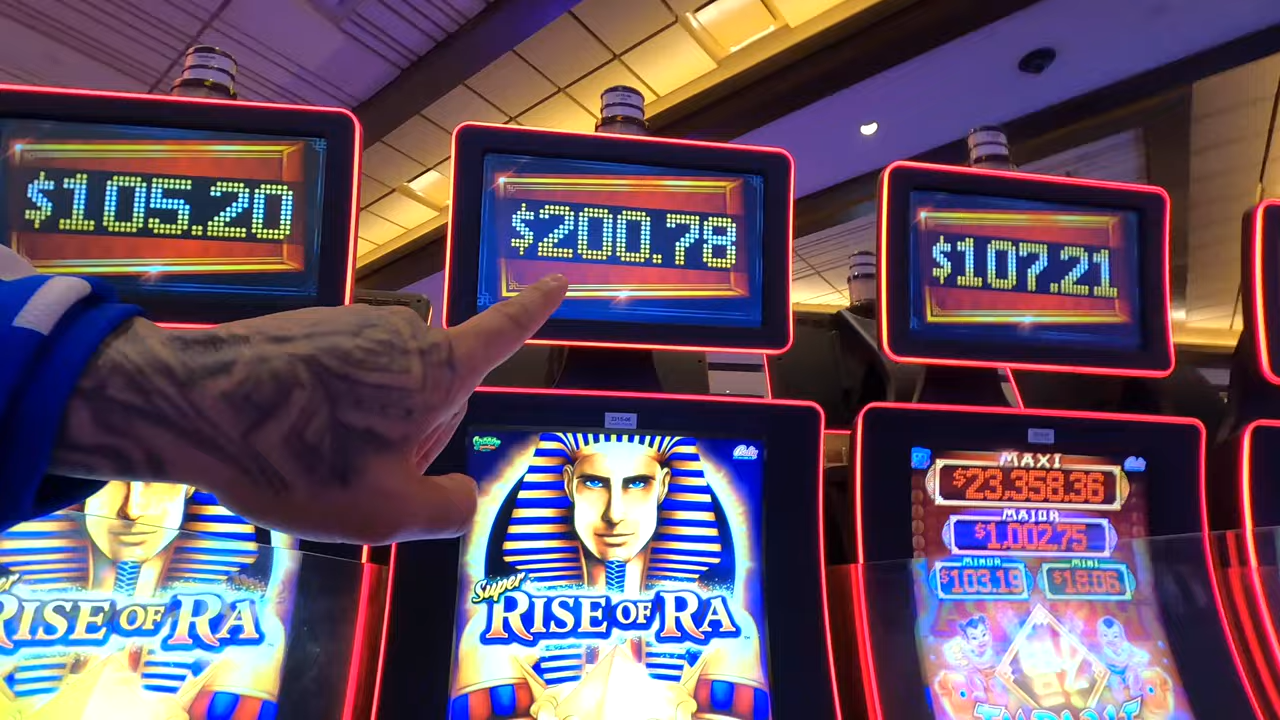 $105.20
$200.78
$107.21
Bally
MAXI
$23,358.36
MAJOR
$1,002.75
MINOR
MINI
$103.19
$18.06
RISE OF RA
Super
RISE OF RA